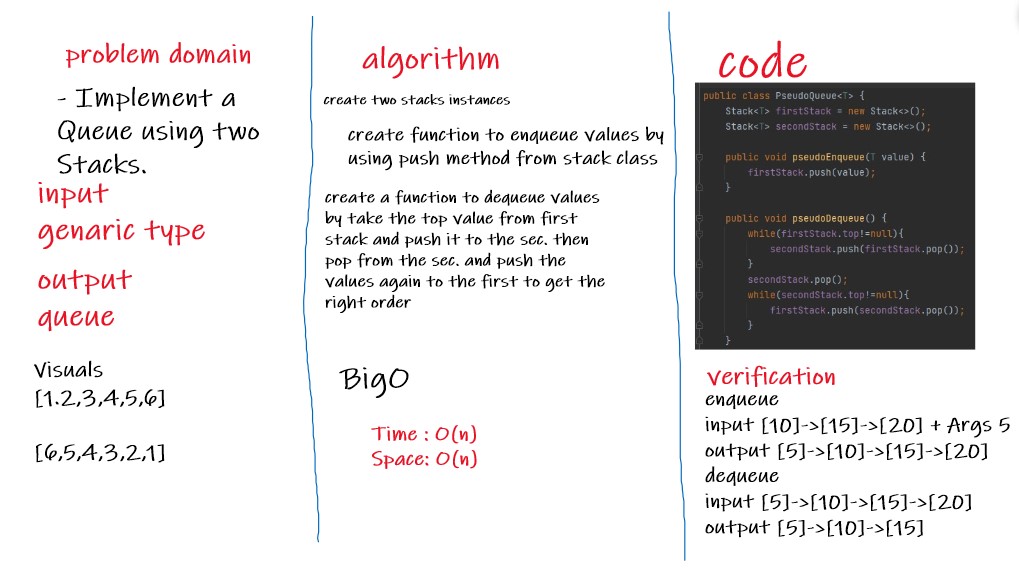 problem domain
- Implement a
Queue using two
Stacks.
input
genaric type
output
queue
Visuals
[1.2,3,4,5,6]
[6,5,4,3,2,1]
algorithm
create two stacks instances
create function to enqueue values by
using push method from stack class
create a function to dequeue values
by take the top value from first
stack and push it to the sec. then
pop from the sec. and push the
values again to the first to get the
right order
BigO
Time : O(n)
Space: O(n)
code
public class PseudoQueue<T> {
Stack<T> firstStack = new Stack<>();
Stack<T> secondStack = new Stack<>();
public void pseudoEnqueue(T value) {
firstStack.push(value);
}
public void pseudoDequeue() {
while(firstStack.top!=null){
secondStack.push(firstStack.pop());
}
secondStack.pop();
while(secondStack.top!=null){
firstStack.push(secondStack.pop());
}
}
verification
enqueue
input [10]->[15]->[20] + Args 5
output [5]->[10]->[15]->[20]
dequeue
input [5]->[10]->[15]->[20]
output [5]->[10]->[15]